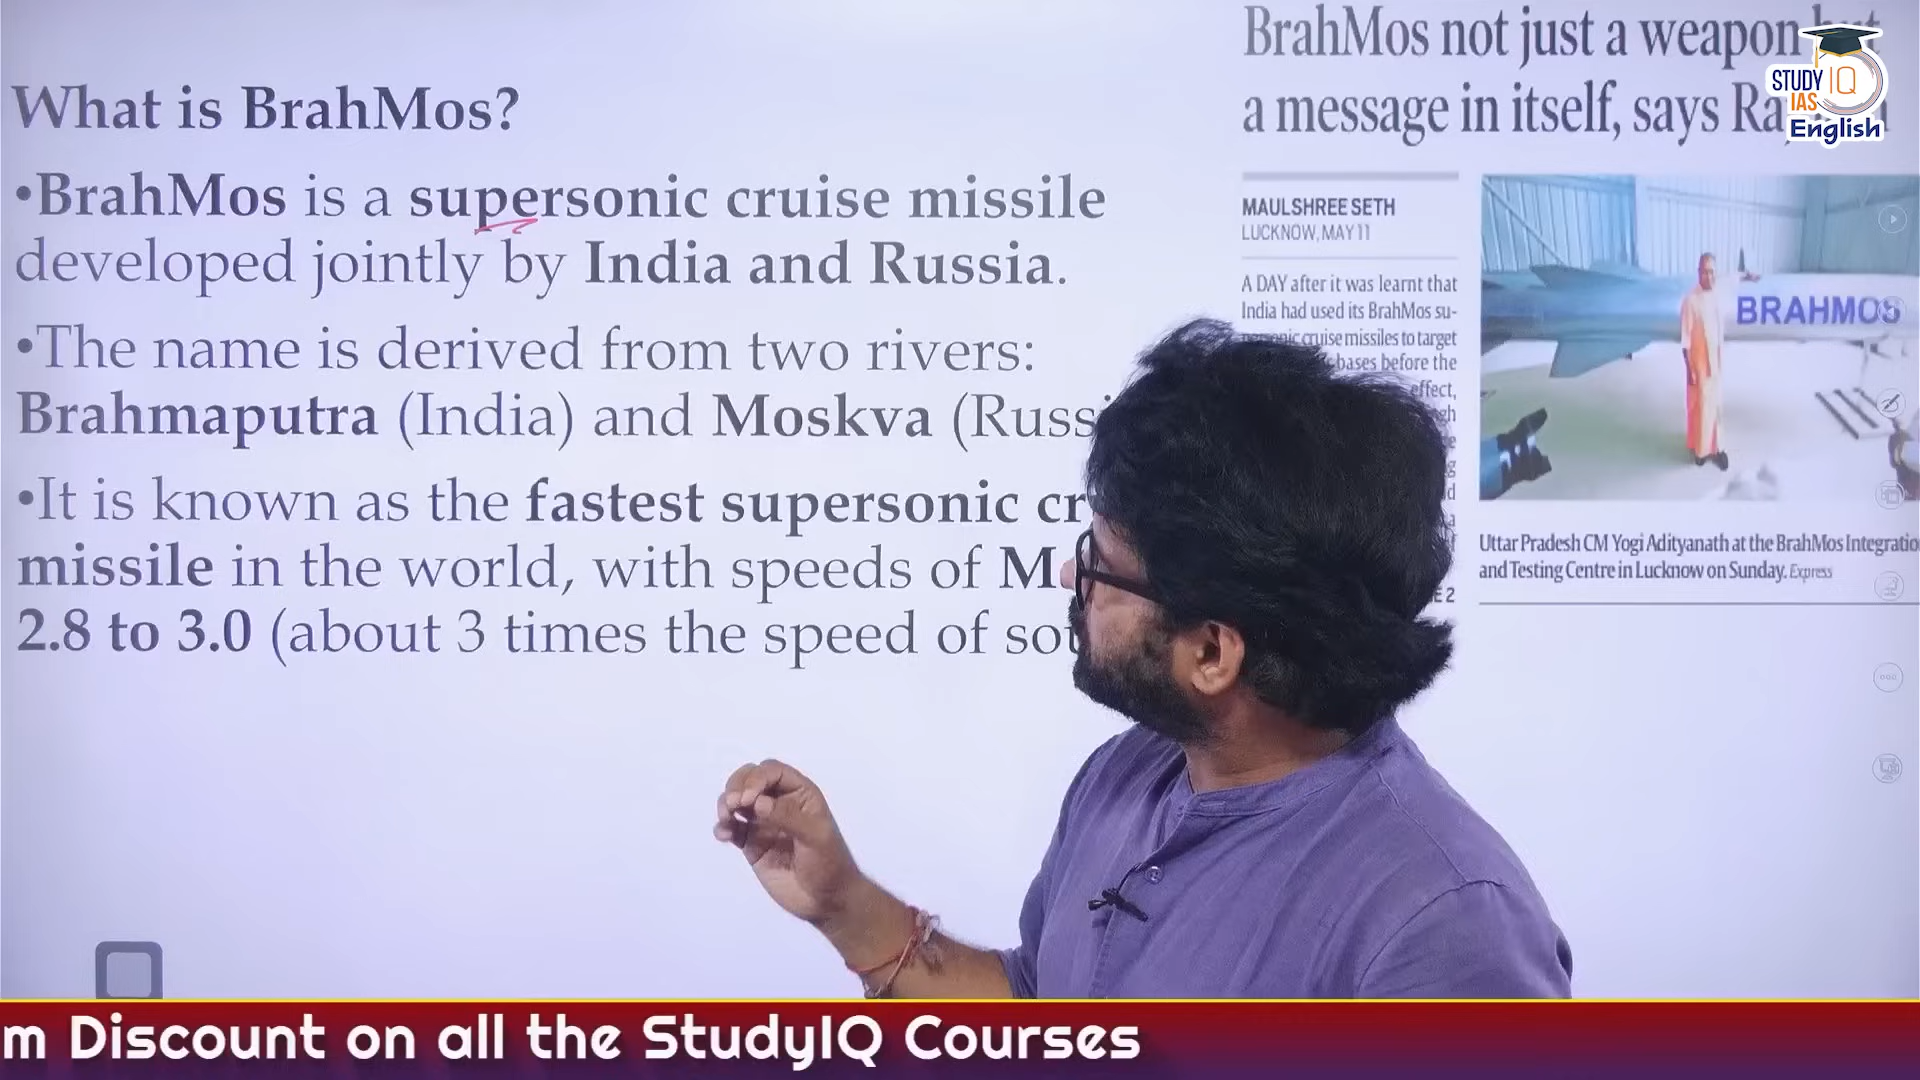 What is BrahMos?
•BrahMos is a supersonic cruise missile
developed jointly by India and Russia.
•The name is derived from two rivers:
Brahmaputra (India) and Moskva
•It is known as the fastest supersonic
missile in the world, with speeds of
2.8 to 3.0 (about 3 times the speed of
BrahMos not just a weapon
a message in itself, says
STUDY IQ
IAS
English
MAULSHREE SETH
LUCKNOW, MAY 11
A DAY after it was learnt that
India had used its BrahMos su-
cruise missiles to target
bases before the
effect,
BRAHMOS
Uttar Pradesh CM Yogi Adityanath at the BrahMos
and Testing Centre in Lucknow on Sunday. Express
Discount on all the StudyIQ Courses